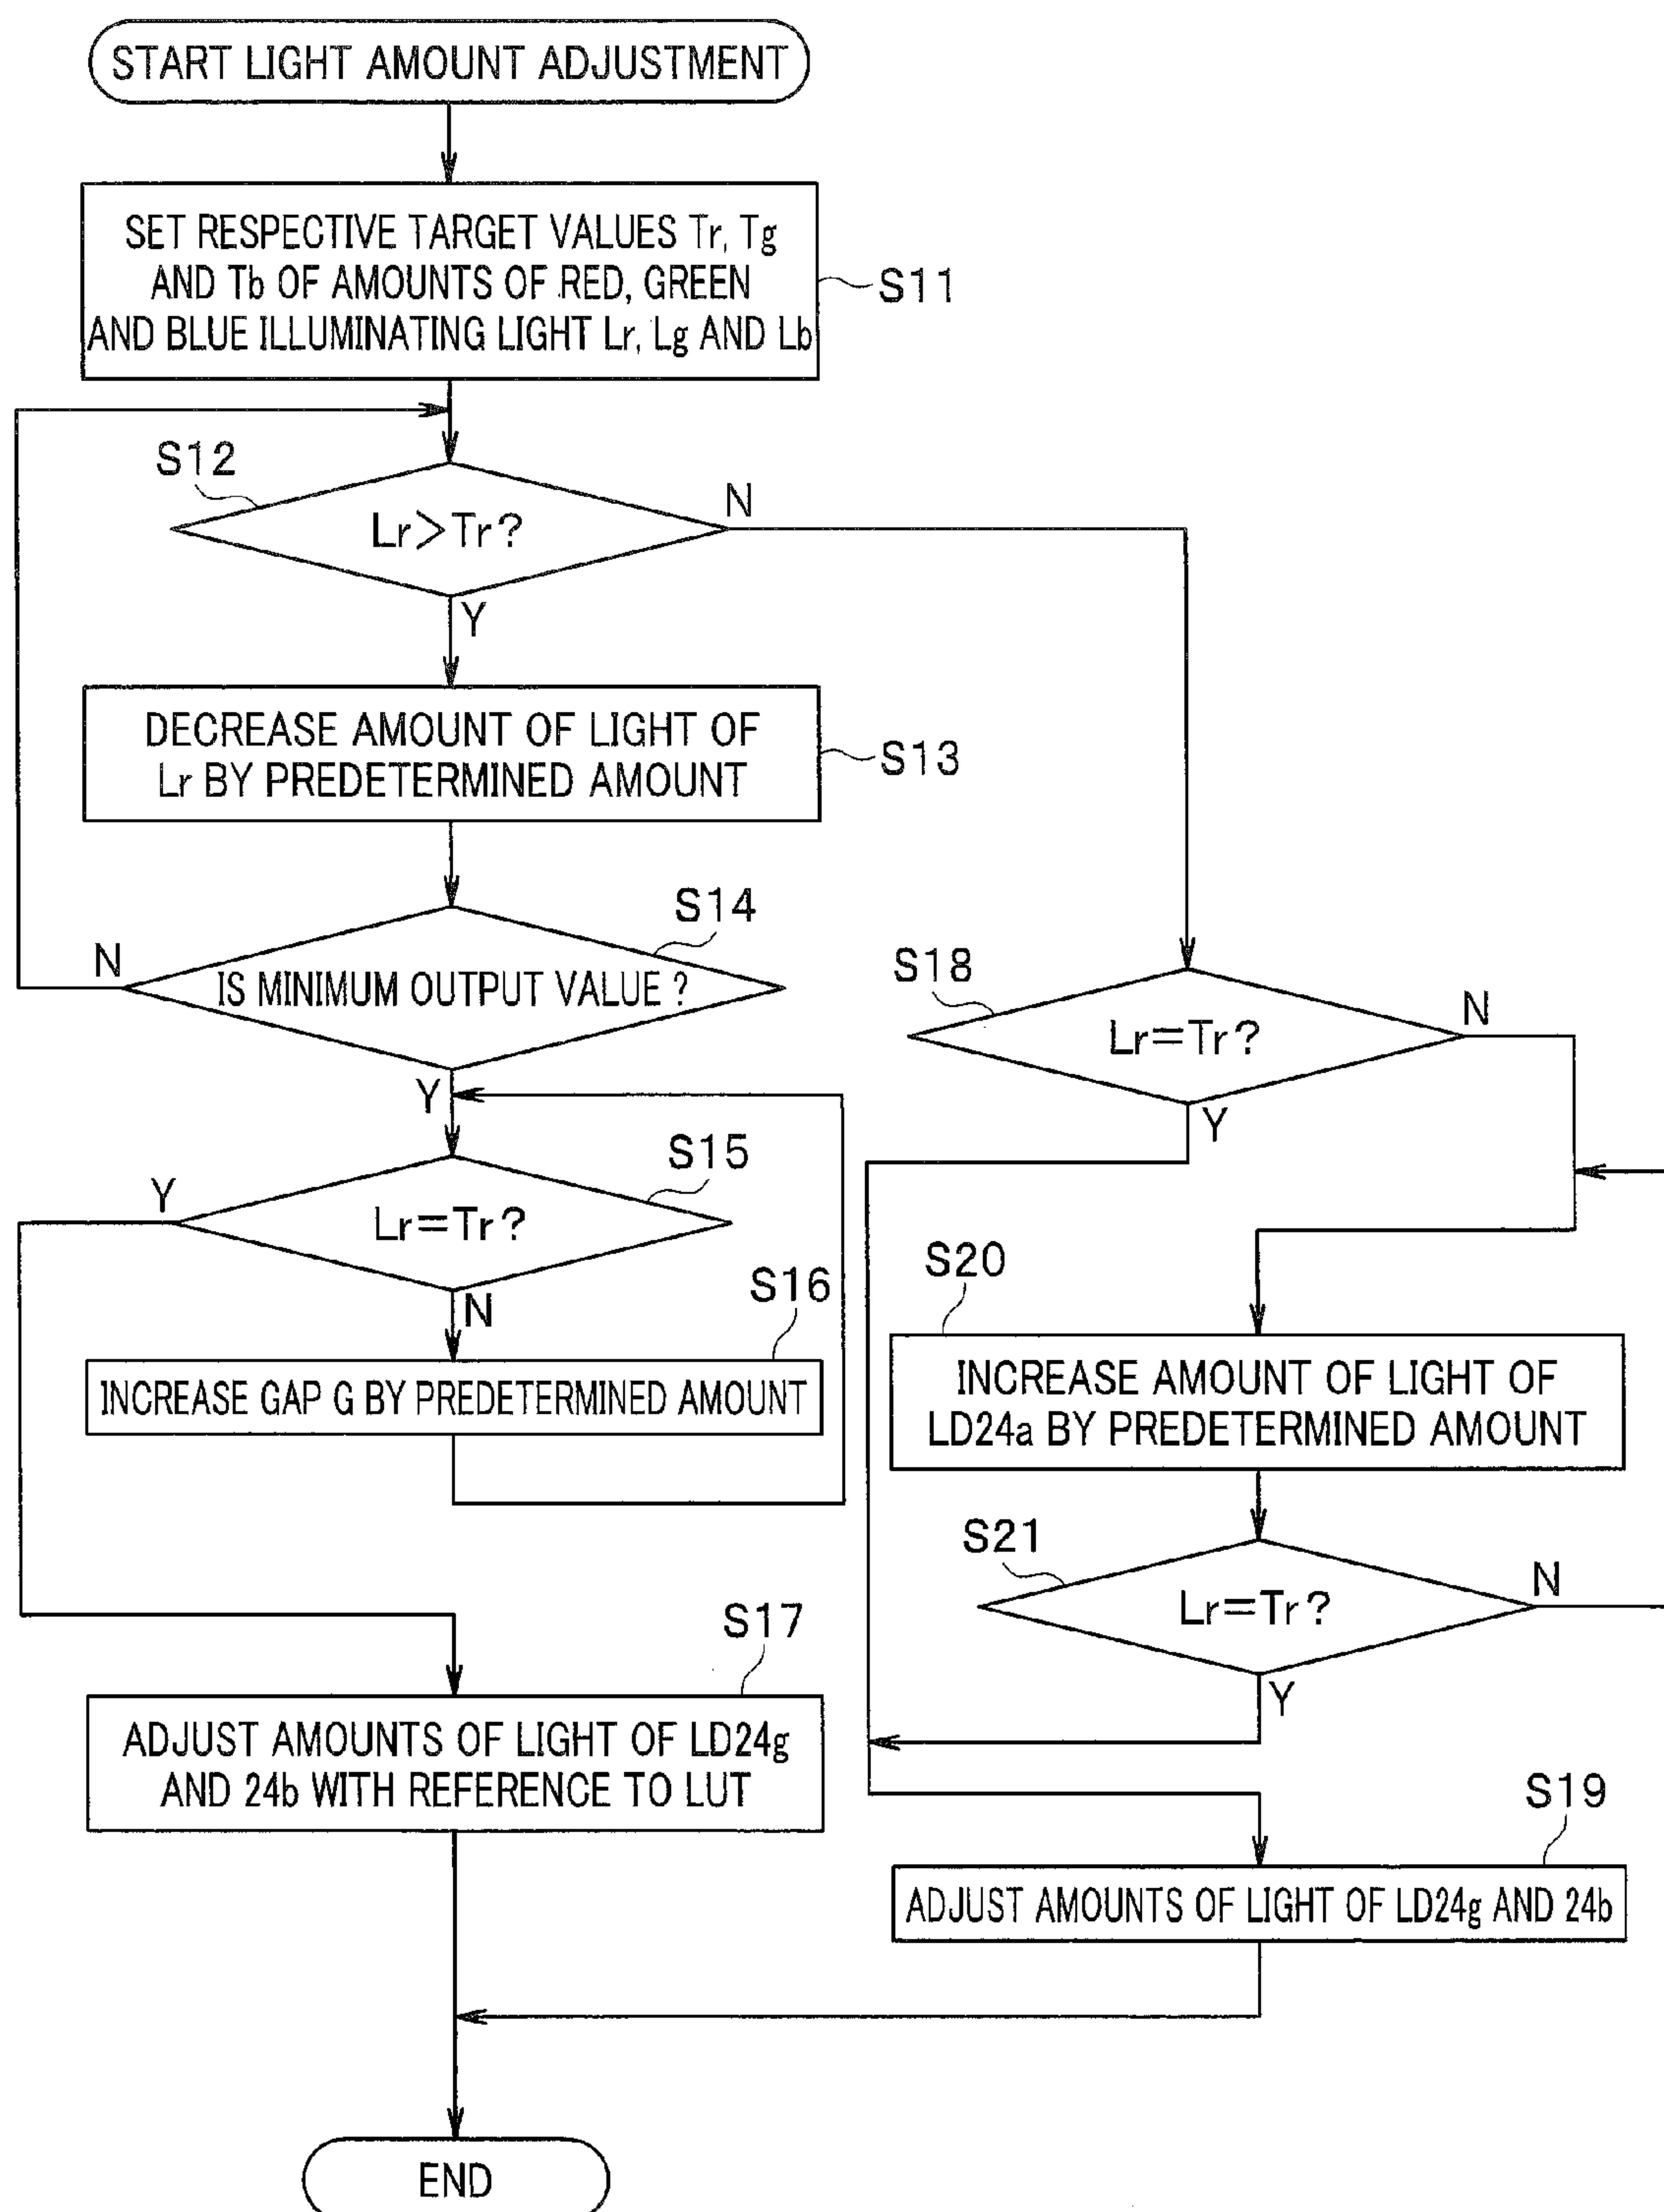 START LIGHT AMOUNT ADJUSTMENT
SET RESPECTIVE TARGET VALUES Tr, Tg
AND Tb OF AMOUNTS OF RED, GREEN
AND BLUE ILLUMINATING LIGHT Lr, Lg AND Lb
S11
S12
Lr>Tr?
N
Y
DECREASE AMOUNT OF LIGHT OF
Lr BY PREDETERMINED AMOUNT
S13
S14
IS MINIMUM OUTPUT VALUE ?
N
Y
S15
Lr=Tr?
Y
N
S16
INCREASE GAP G BY PREDETERMINED AMOUNT
S17
ADJUST AMOUNTS OF LIGHT OF LD24g
AND 24b WITH REFERENCE TO LUT
S18
Lr=Tr?
N
Y
S20
INCREASE AMOUNT OF LIGHT OF
LD24a BY PREDETERMINED AMOUNT
S21
Lr=Tr?
N
Y
S19
ADJUST AMOUNTS OF LIGHT OF LD24g AND 24b
END